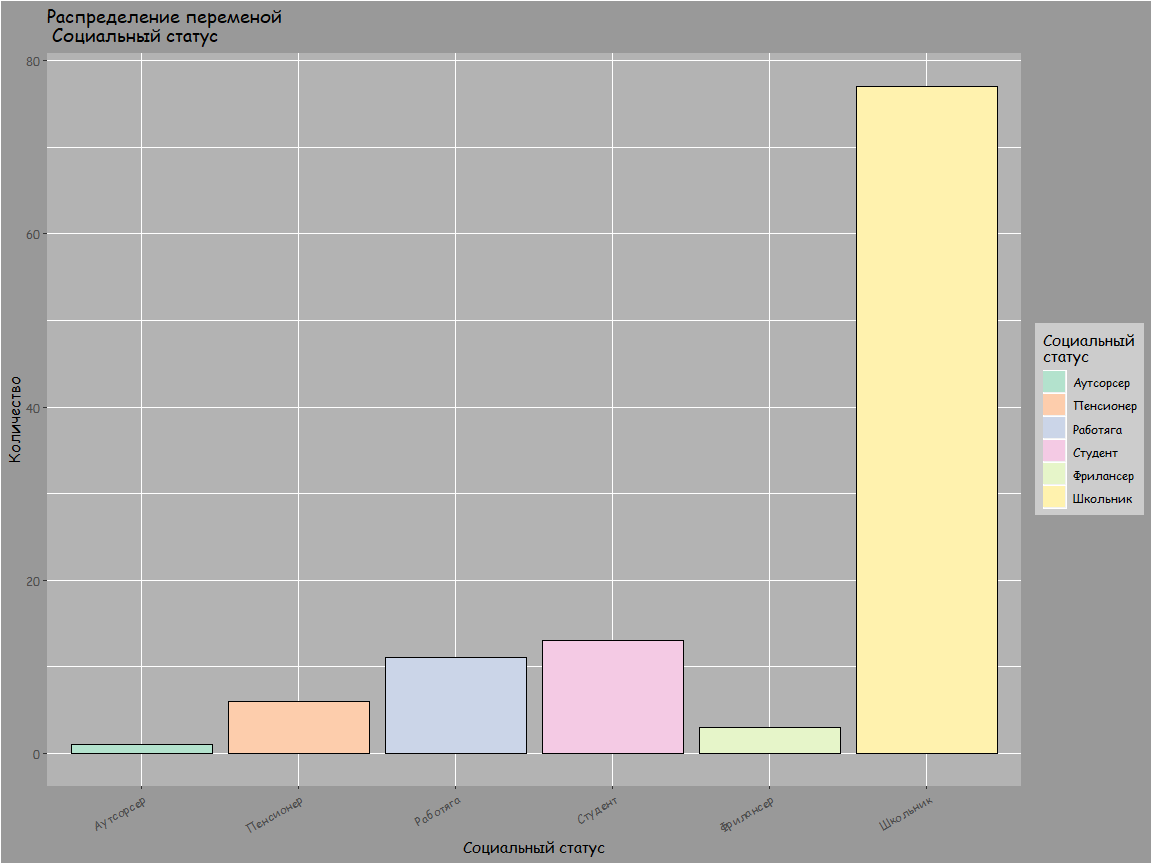 Распределение переменой
Социальный статус
80
60
40
20
0
Количество
Аутсорсер
Пенсионер
Работяга
Студент
Фрилансер
Школьник
Социальный статус
Социальный
статус
Аутсорсер
Пенсионер
Работяга
Студент
Фрилансер
Школьник